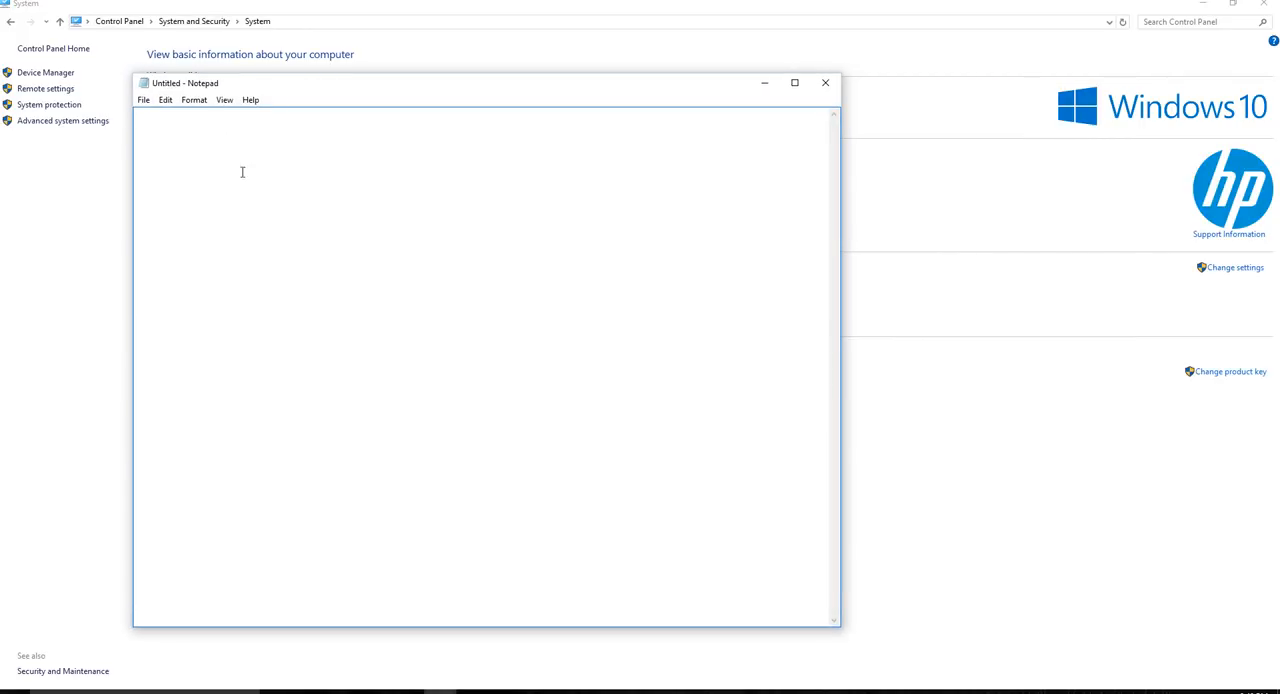 System
Control Panel > System and Security > System
Search Control Panel
Control Panel Home
View basic information about your computer
Device Manager
Remote settings
System protection
Advanced system settings
Untitled - Notepad
File Edit Format View Help
Windows 10
hp
Support Information
Change settings
Change product key
See also
Security and Maintenance